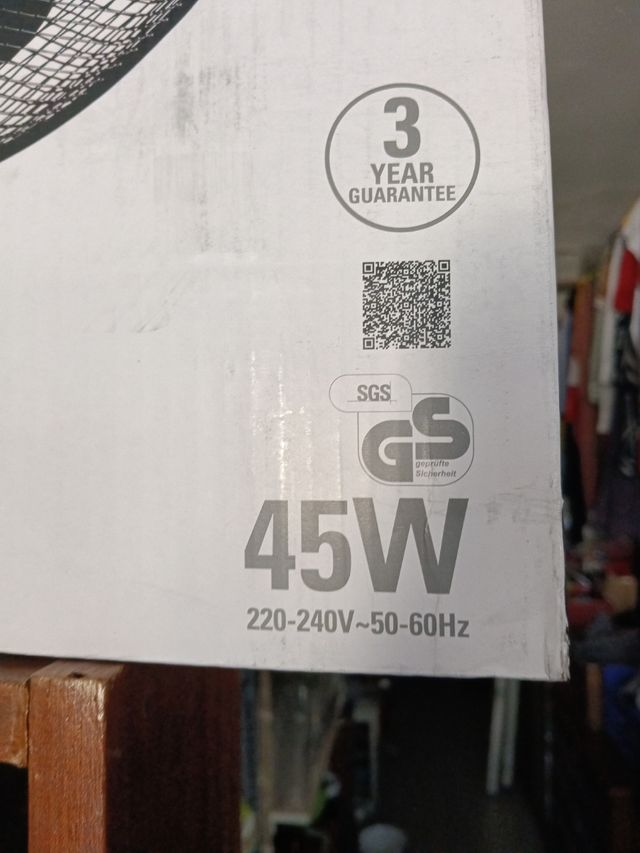 3
YEAR
GUARANTEE
SGS
GS
geprüfte
Sicherheit
45W
220-240V~50-60Hz